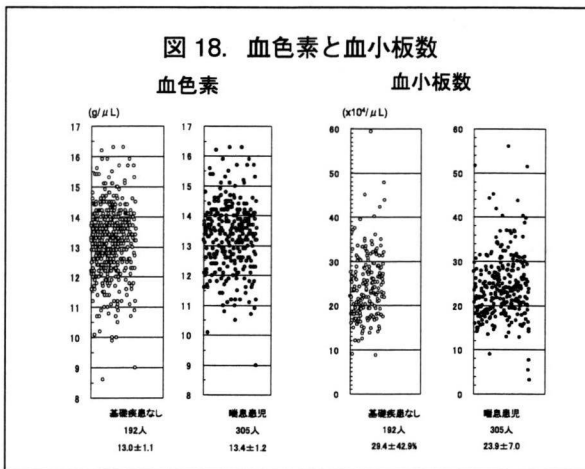 図 18. 血色素と血小板数
血色素
血小板数
(g/μL)
17
16
15
14
13
12
11
10
9
8
17
16
15
14
13
12
11
10
9
8
(x10⁴/μL)
60
50
40
30
20
10
0
60
50
40
30
20
10
0
基礎疾患なし
192人
13.0±1.1
喘息患児
305人
13.4±1.2
基礎疾患なし
192人
29.4±42.9%
喘息患児
305人
23.9±7.0